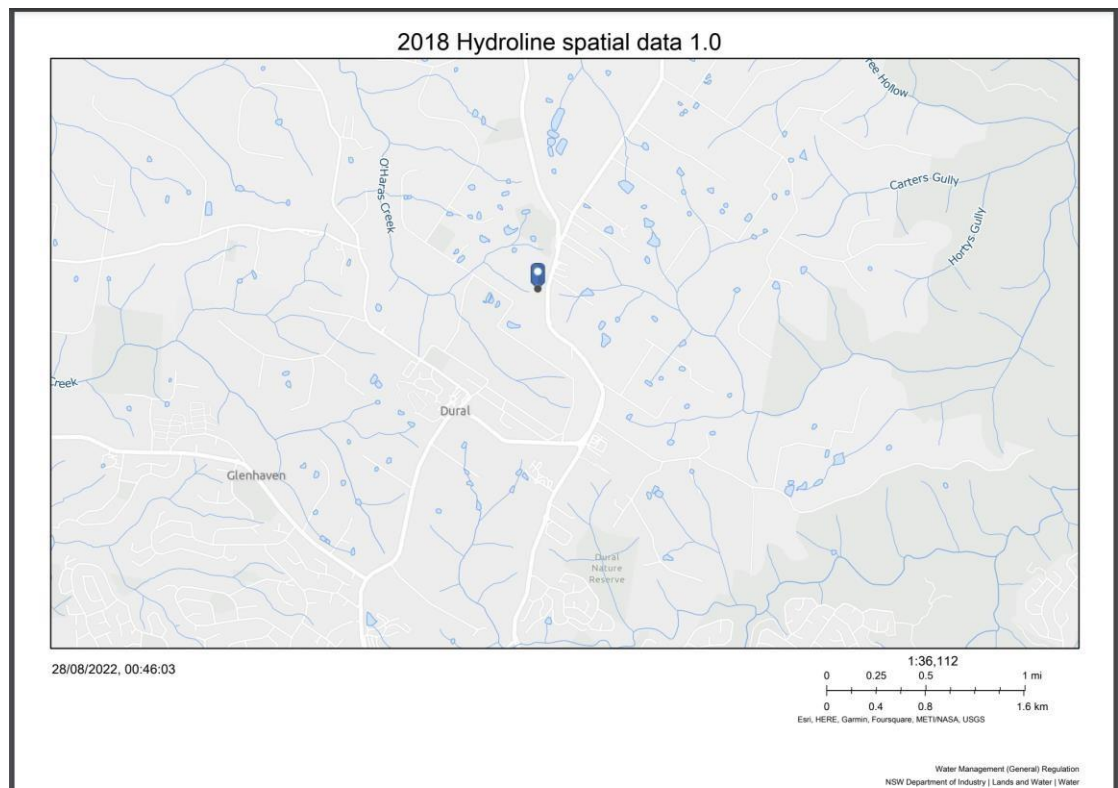 2018 Hydroline spatial data 1.0
ree Hollow
O'Haras Creek
Carters Gully
Hortys Gully
Creek
Dural
Glenhaven
Dural
Nature
Reserve
28/08/2022, 00:46:03
1:36,112
0 0.25 0.5 1 mi
0 0.4 0.8 1.6 km
Esri, HERE, Garmin, Foursquare, METI/NASA, USGS
Water Management (General) Regulation
NSW Department of Industry | Lands and Water | Water